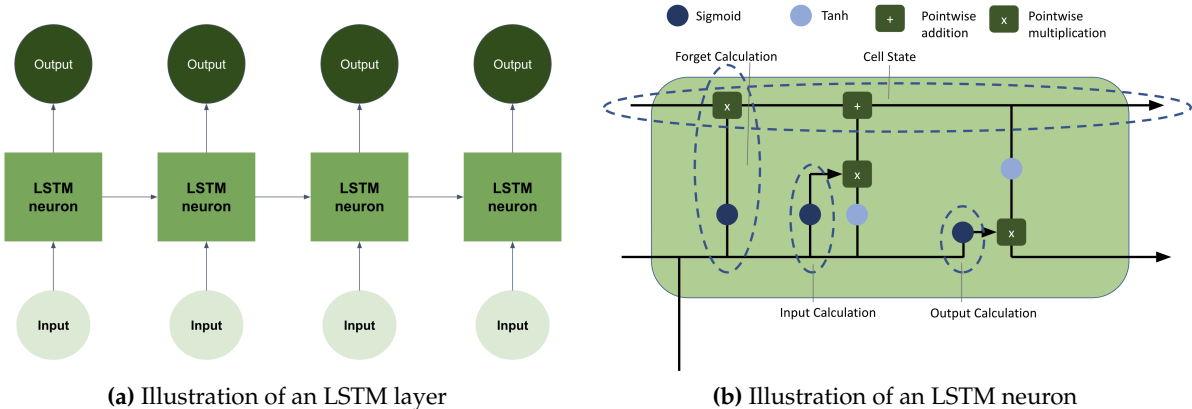 Output
Output
Output
Output
LSTM
neuron
LSTM
neuron
LSTM
neuron
LSTM
neuron
Input
Input
Input
Input
(a) Illustration of an LSTM layer
Sigmoid
Tanh
+
Pointwise
addition
x
Pointwise
multiplication
Forget Calculation
Cell State
x
+
x
x
Input Calculation
Output Calculation
(b) Illustration of an LSTM neuron